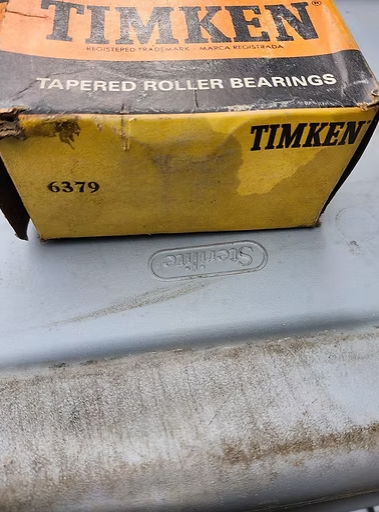 TIMKEN®
REGISTERED TRADEMARK - MARCA REGISTRADA
TAPERED ROLLER BEARINGS
TIMKEN
6379
Sterilite